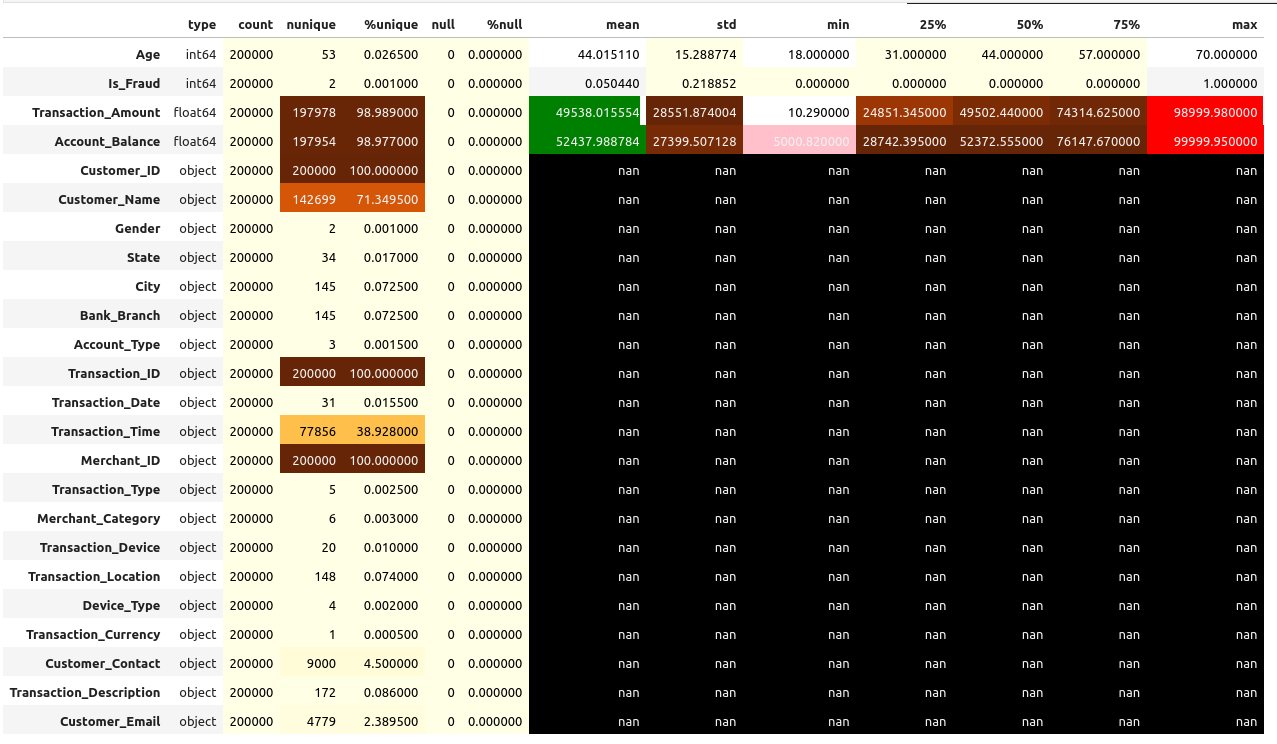 type count nunique %unique null %null mean std min 25% 50% 75% max
Age int64 200000 53 0.026500 0 0.000000 44.015110 15.288774 18.000000 31.000000 44.000000 57.000000 70.000000
Is_Fraud int64 200000 2 0.001000 0 0.000000 0.050440 0.218852 0.000000 0.000000 0.000000 0.000000 1.000000
Transaction_Amount float64 200000 197978 98.989000 0 0.000000 49538.015554 28551.874004 10.290000 24851.345000 49502.440000 74314.625000 98999.980000
Account_Balance float64 200000 197954 98.977000 0 0.000000 52437.988784 27399.507128 5000.820000 28742.395000 52372.555000 76147.670000 99999.950000
Customer_ID object 200000 200000 100.000000 0 0.000000 nan nan nan nan nan nan nan
Customer_Name object 200000 142699 71.349500 0 0.000000 nan nan nan nan nan nan nan
Gender object 200000 2 0.001000 0 0.000000 nan nan nan nan nan nan nan
State object 200000 34 0.017000 0 0.000000 nan nan nan nan nan nan nan
City object 200000 145 0.072500 0 0.000000 nan nan nan nan nan nan nan
Bank_Branch object 200000 145 0.072500 0 0.000000 nan nan nan nan nan nan nan
Account_Type object 200000 3 0.001500 0 0.000000 nan nan nan nan nan nan nan
Transaction_ID object 200000 200000 100.000000 0 0.000000 nan nan nan nan nan nan nan
Transaction_Date object 200000 31 0.015500 0 0.000000 nan nan nan nan nan nan nan
Transaction_Time object 200000 77856 38.928000 0 0.000000 nan nan nan nan nan nan nan
Merchant_ID object 200000 200000 100.000000 0 0.000000 nan nan nan nan nan nan nan
Transaction_Type object 200000 5 0.002500 0 0.000000 nan nan nan nan nan nan nan
Merchant_Category object 200000 6 0.003000 0 0.000000 nan nan nan nan nan nan nan
Transaction_Device object 200000 20 0.010000 0 0.000000 nan nan nan nan nan nan nan
Transaction_Location object 200000 148 0.074000 0 0.000000 nan nan nan nan nan nan nan
Device_Type object 200000 4 0.002000 0 0.000000 nan nan nan nan nan nan nan
Transaction_Currency object 200000 1 0.000500 0 0.000000 nan nan nan nan nan nan nan
Customer_Contact object 200000 9000 4.500000 0 0.000000 nan nan nan nan nan nan nan
Transaction_Description object 200000 172 0.086000 0 0.000000 nan nan nan nan nan nan nan
Customer_Email object 200000 4779 2.389500 0 0.000000 nan nan nan nan nan nan nan